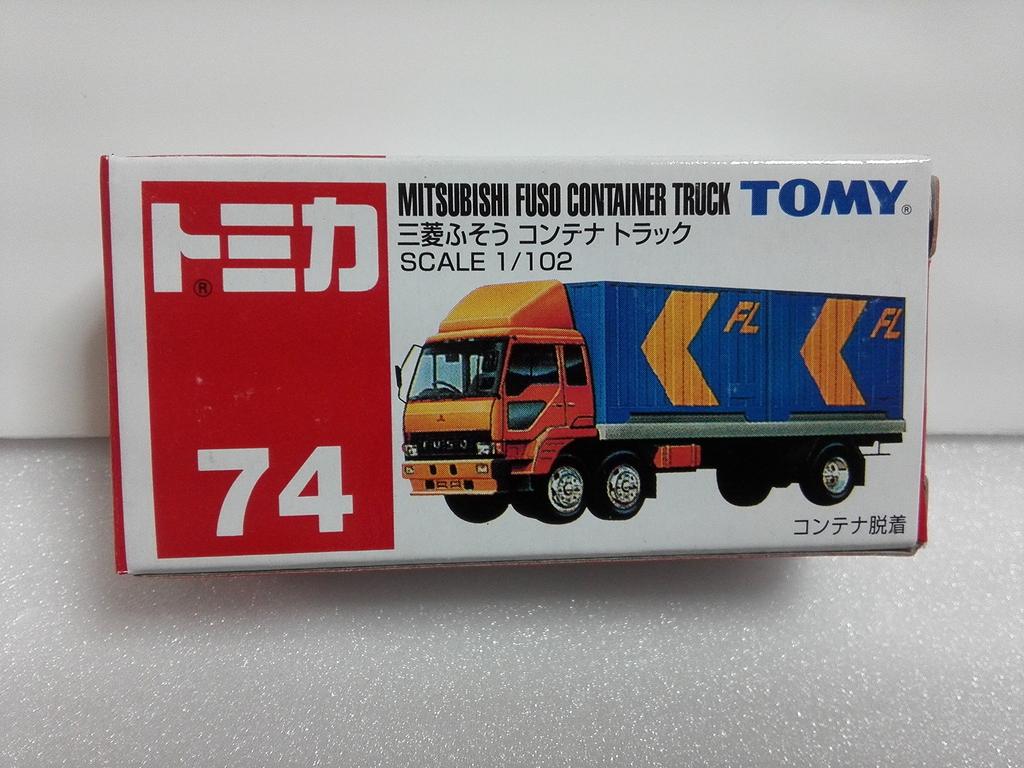 トミカ®
74
MITSUBISHI FUSO CONTAINER TRUCK
TOMY®
三菱ふそう コンテナ トラック
SCALE 1/102
FL
FL
FUSO
コンテナ脱着